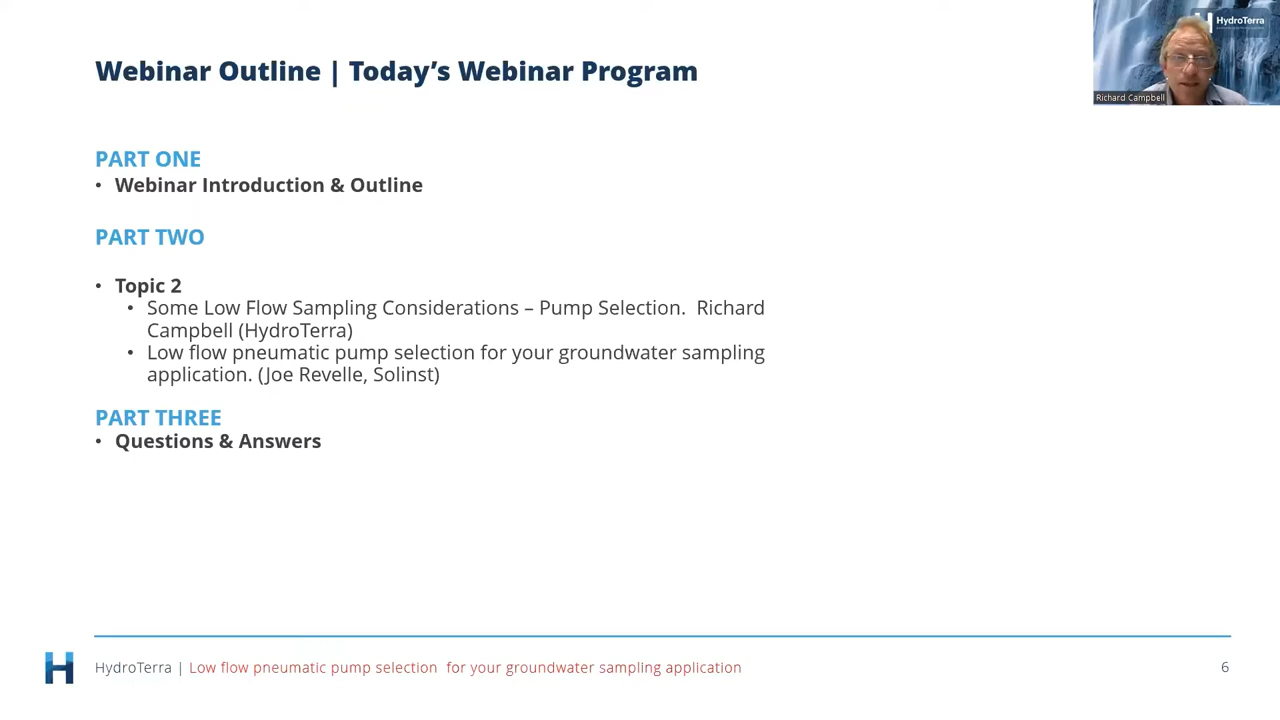 Webinar Outline | Today's Webinar Program
HydroTerra
Richard Campbell
PART ONE
• Webinar Introduction & Outline
PART TWO
• Topic 2
• Some Low Flow Sampling Considerations – Pump Selection.  Richard
Campbell (HydroTerra)
• Low flow pneumatic pump selection for your groundwater sampling
application. (Joe Revelle, Solinst)
PART THREE
• Questions & Answers
HydroTerra | Low flow pneumatic pump selection  for your groundwater sampling application
6